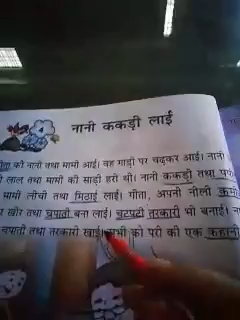 नानी ककड़ी लाई
गीता की नानी तथा मामी आई। वह गाड़ी पर चढ़कर आई। नानी
लाल तथा मामी की साड़ी हरी थी। नानी ककड़ी तथा
मामी लीची तथा मिठाई लाई। गीता, अपनी नीली
खीर तथा चपाती बन लाई। चटपटी तरकारी भी बनाई।
चपाती तथा तरकारी खाई। सभी को परी की एक कहानी